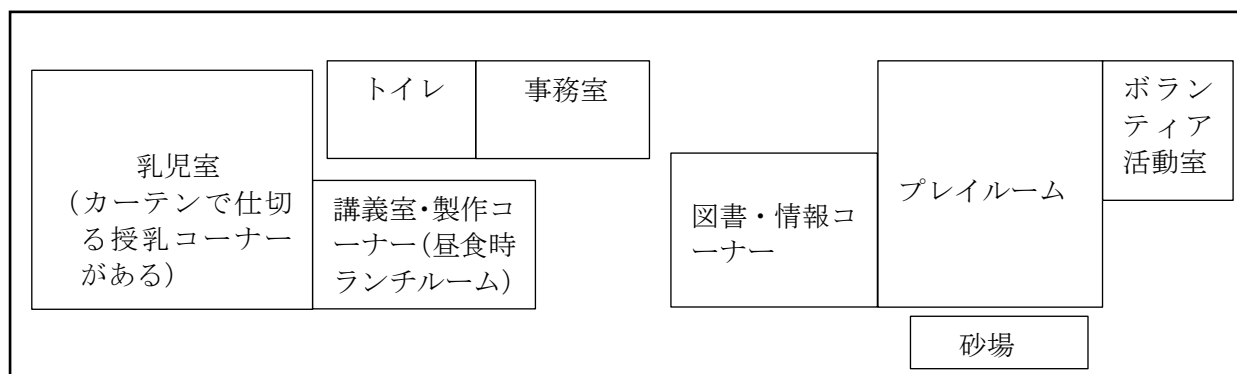 乳児室
(カーテンで仕切
る授乳コーナー
がある)
トイレ
事務室
講義室・製作コ
ーナー(昼食時
ランチルーム)
図書・情報コ
ーナー
プレイルーム
ボラン
ティア
活動室
砂場